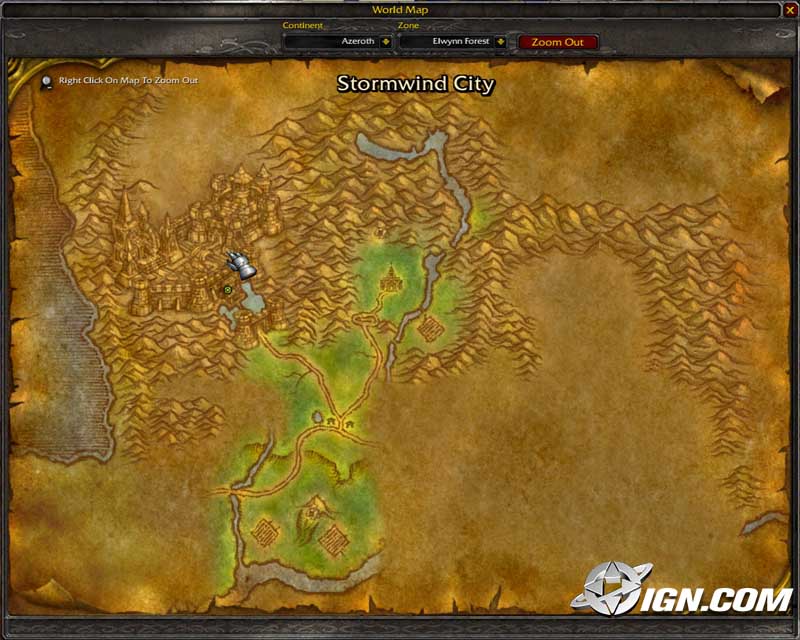 World Map
Continent
Zone
Azeroth
Elwynn Forest
Zoom Out
Right Click On Map To Zoom Out
Stormwind City
IGN.COM